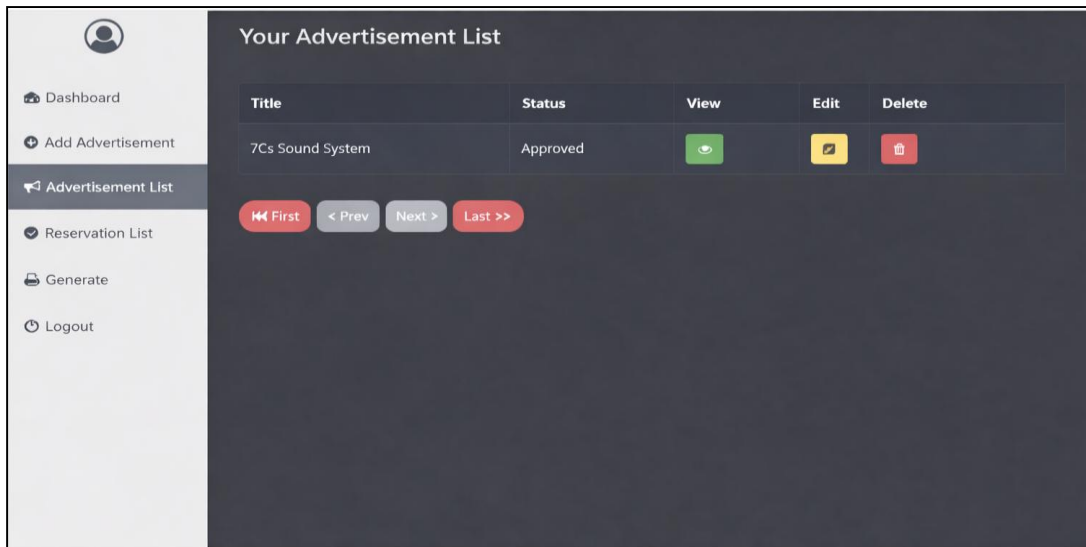 Dashboard
Add Advertisement
Advertisement List
Reservation List
Generate
Logout
Your Advertisement List
Title Status View Edit Delete
7Cs Sound System Approved
First < Prev Next > Last >>